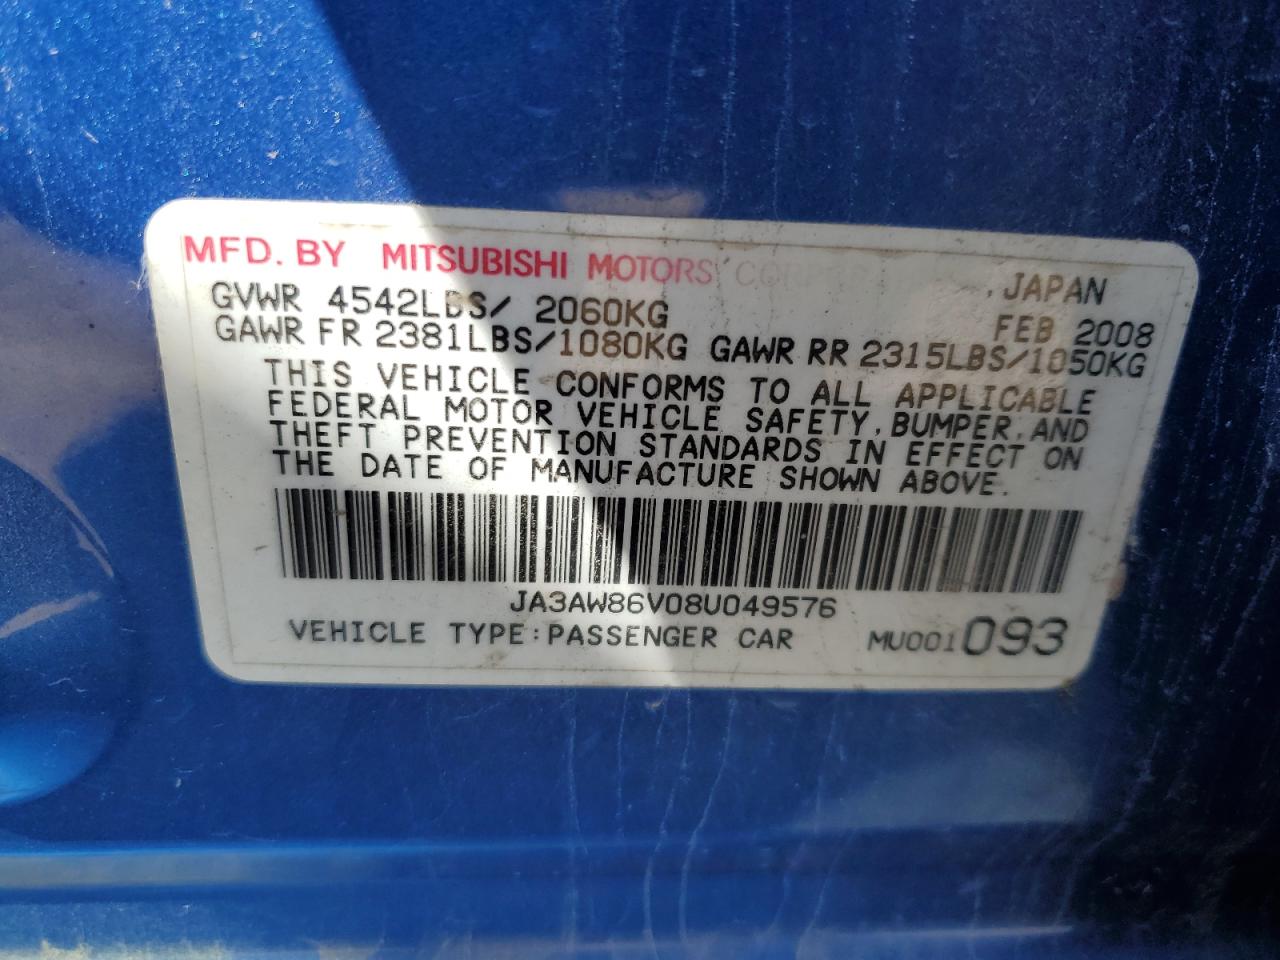 MFD. BY MITSUBISHI MOTORS JAPAN
GVWR 4542LBS/ 2060KG FEB 2008
GAWR FR 2381LBS/1080KG GAWR RR 2315LBS/1050KG
THIS VEHICLE CONFORMS TO ALL APPLICABLE
FEDERAL MOTOR VEHICLE SAFETY, BUMPER, AND
THEFT PREVENTION STANDARDS IN EFFECT ON
THE DATE OF MANUFACTURE SHOWN ABOVE.
JA3AW86V08U049576
VEHICLE TYPE:PASSENGER CAR MU001093